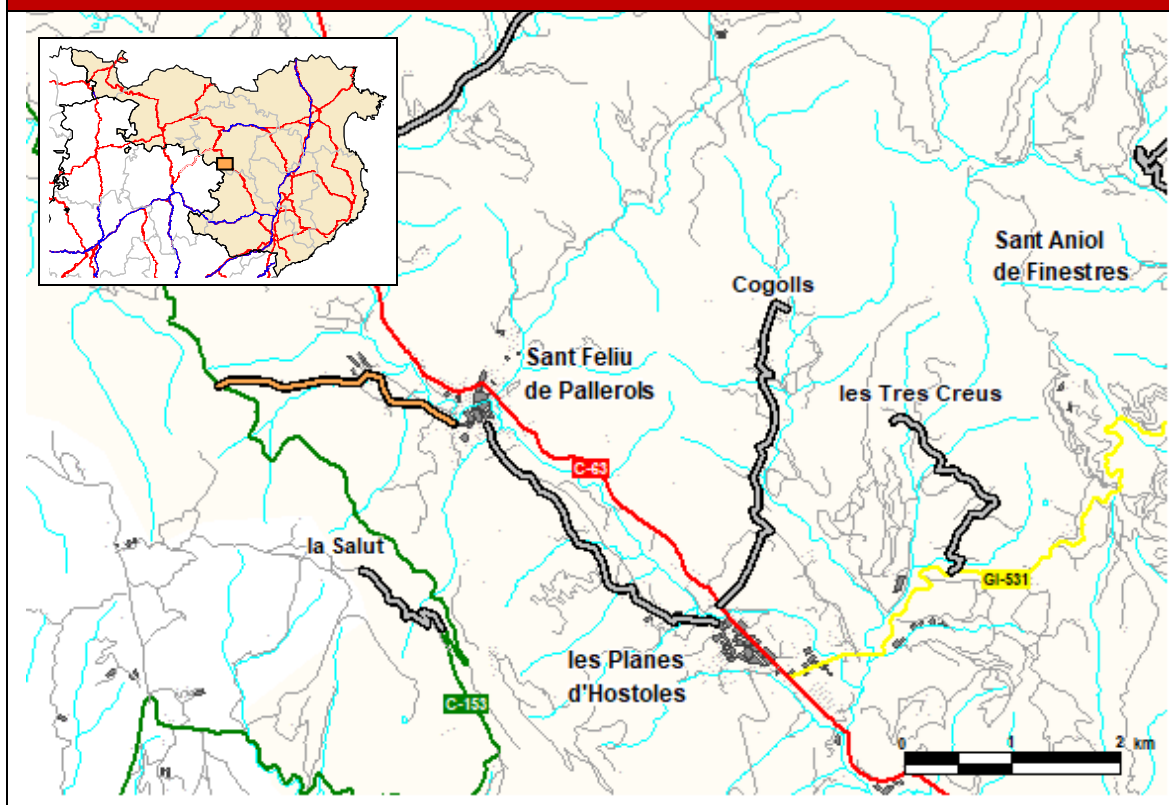 Sant Aniol
de Finestres
Cogolls
Sant Feliu
de Pallerols
les Tres Creus
C-63
la Salut
GI-531
les Planes
d'Hostoles
C-153
0 1 2 km